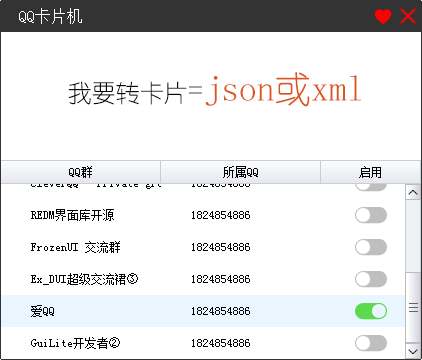 QQ卡片机
我要转卡片=json或xml
QQ群 所属QQ 启用
1824854886
REDM界面库开源 1824854886
FrozenUI 交流群 1824854886
Ex_DUI超级交流裙③ 1824854886
爱QQ 1824854886
GuiLite开发者② 1824854886